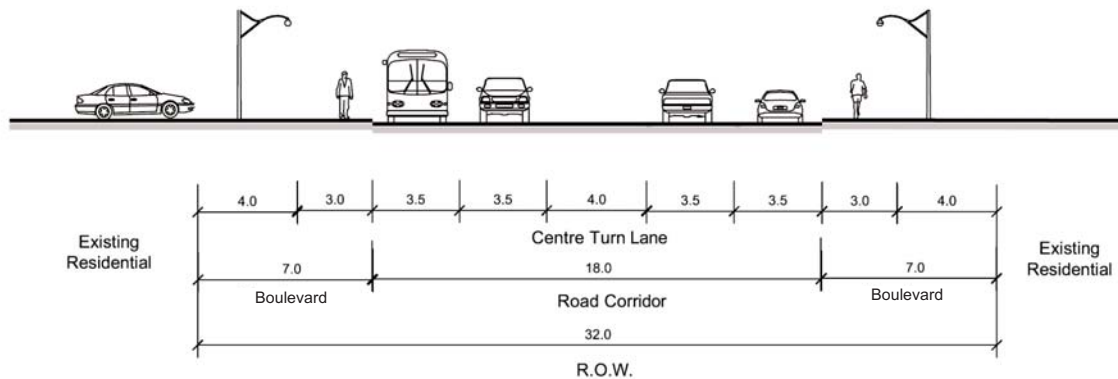 4.0 3.0 3.5 3.5 4.0 3.5 3.5 3.0 4.0
Centre Turn Lane
Existing
Residential
Existing
Residential
7.0 18.0 7.0
Boulevard Road Corridor Boulevard
32.0
R.O.W.